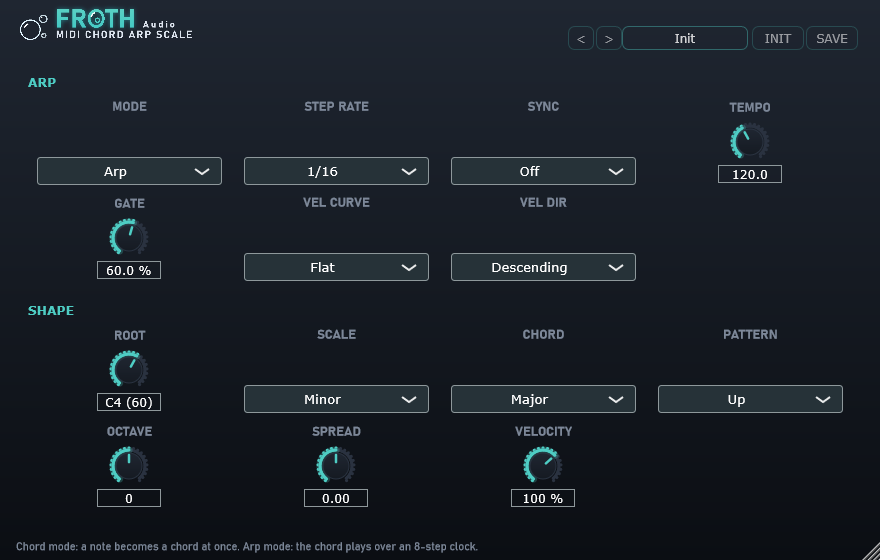 FROTH Audio
MIDI CHORD ARP SCALE
< > Init INIT SAVE
ARP
MODE STEP RATE SYNC TEMPO
Arp 1/16 Off 120.0
GATE VEL CURVE VEL DIR
60.0 % Flat Descending
SHAPE
ROOT SCALE CHORD PATTERN
C4 (60) Minor Major Up
OCTAVE SPREAD VELOCITY
0 0.00 100 %
Chord mode: a note becomes a chord at once. Arp mode: the chord plays over an 8-step clock.